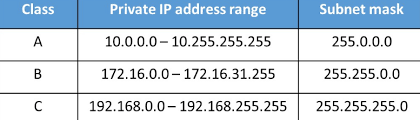 Class Private IP address range Subnet mask
A 10.0.0.0 – 10.255.255.255 255.0.0.0
B 172.16.0.0 – 172.16.31.255 255.255.0.0
C 192.168.0.0 – 192.168.255.255 255.255.255.0